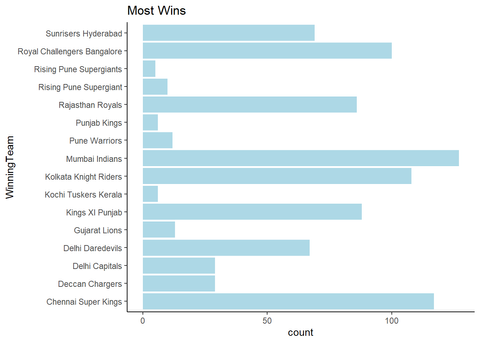 Most Wins
WinningTeam
Sunrisers Hyderabad
Royal Challengers Bangalore
Rising Pune Supergiants
Rising Pune Supergiant
Rajasthan Royals
Punjab Kings
Pune Warriors
Mumbai Indians
Kolkata Knight Riders
Kochi Tuskers Kerala
Kings XI Punjab
Gujarat Lions
Delhi Daredevils
Delhi Capitals
Deccan Chargers
Chennai Super Kings
0 50 100
count